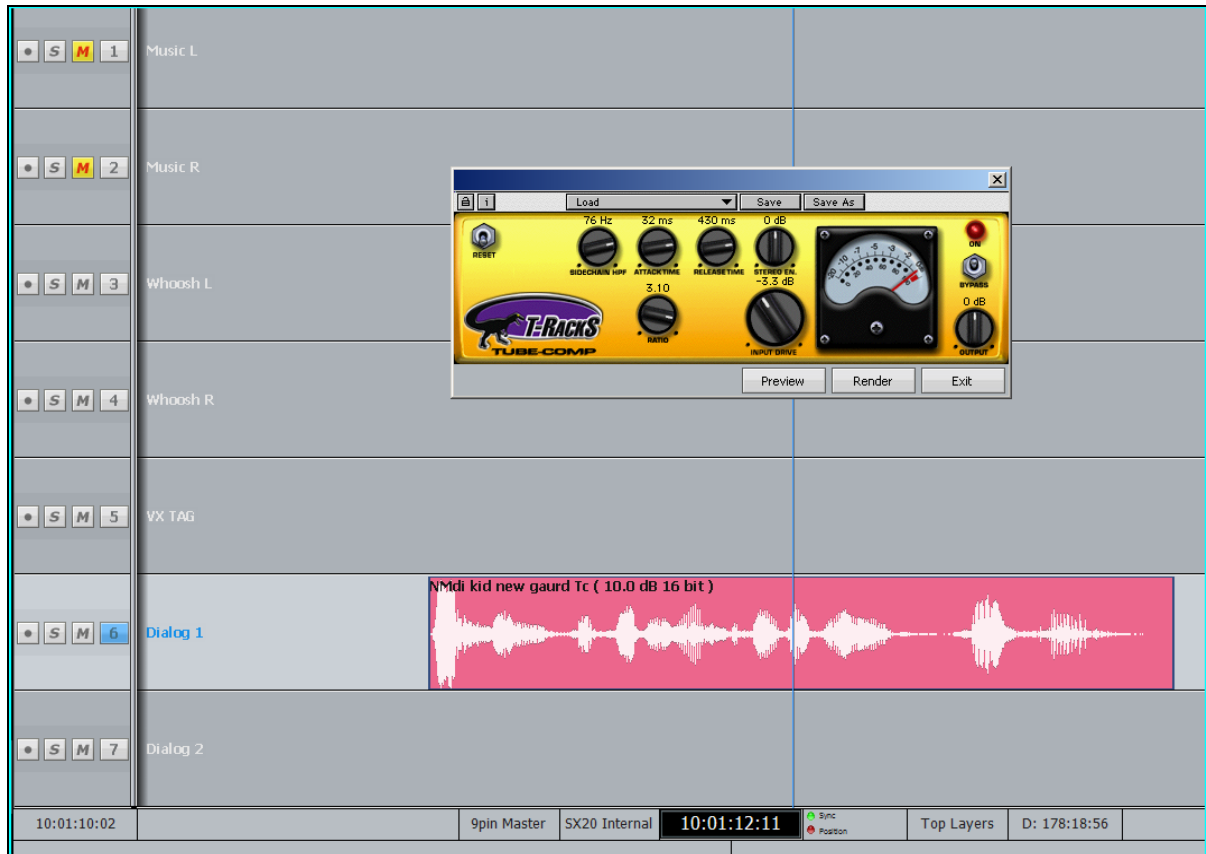 S M 1 Music L
S M 2 Music R
i Load Save Save As
76 Hz 32 ms 430 ms 0 dB
RESET
SIDECHAIN HPF ATTACK TIME RELEASE TIME STEREO EN.
3.10 -3.3 dB
ON
BYPASS
0 dB
T-RACKS
TUBE-COMP
RATIO INPUT DRIVE OUTPUT
Preview Render Exit
S M 3 Whoosh L
S M 4 Whoosh R
S M 5 VX TAG
NMdi kid new gaurd Tc ( 10.0 dB 16 bit )
S M 6 Dialog 1
S M 7 Dialog 2
10:01:10:02 9pin Master SX20 Internal 10:01:12:11 Sync Position Top Layers D: 178:18:56